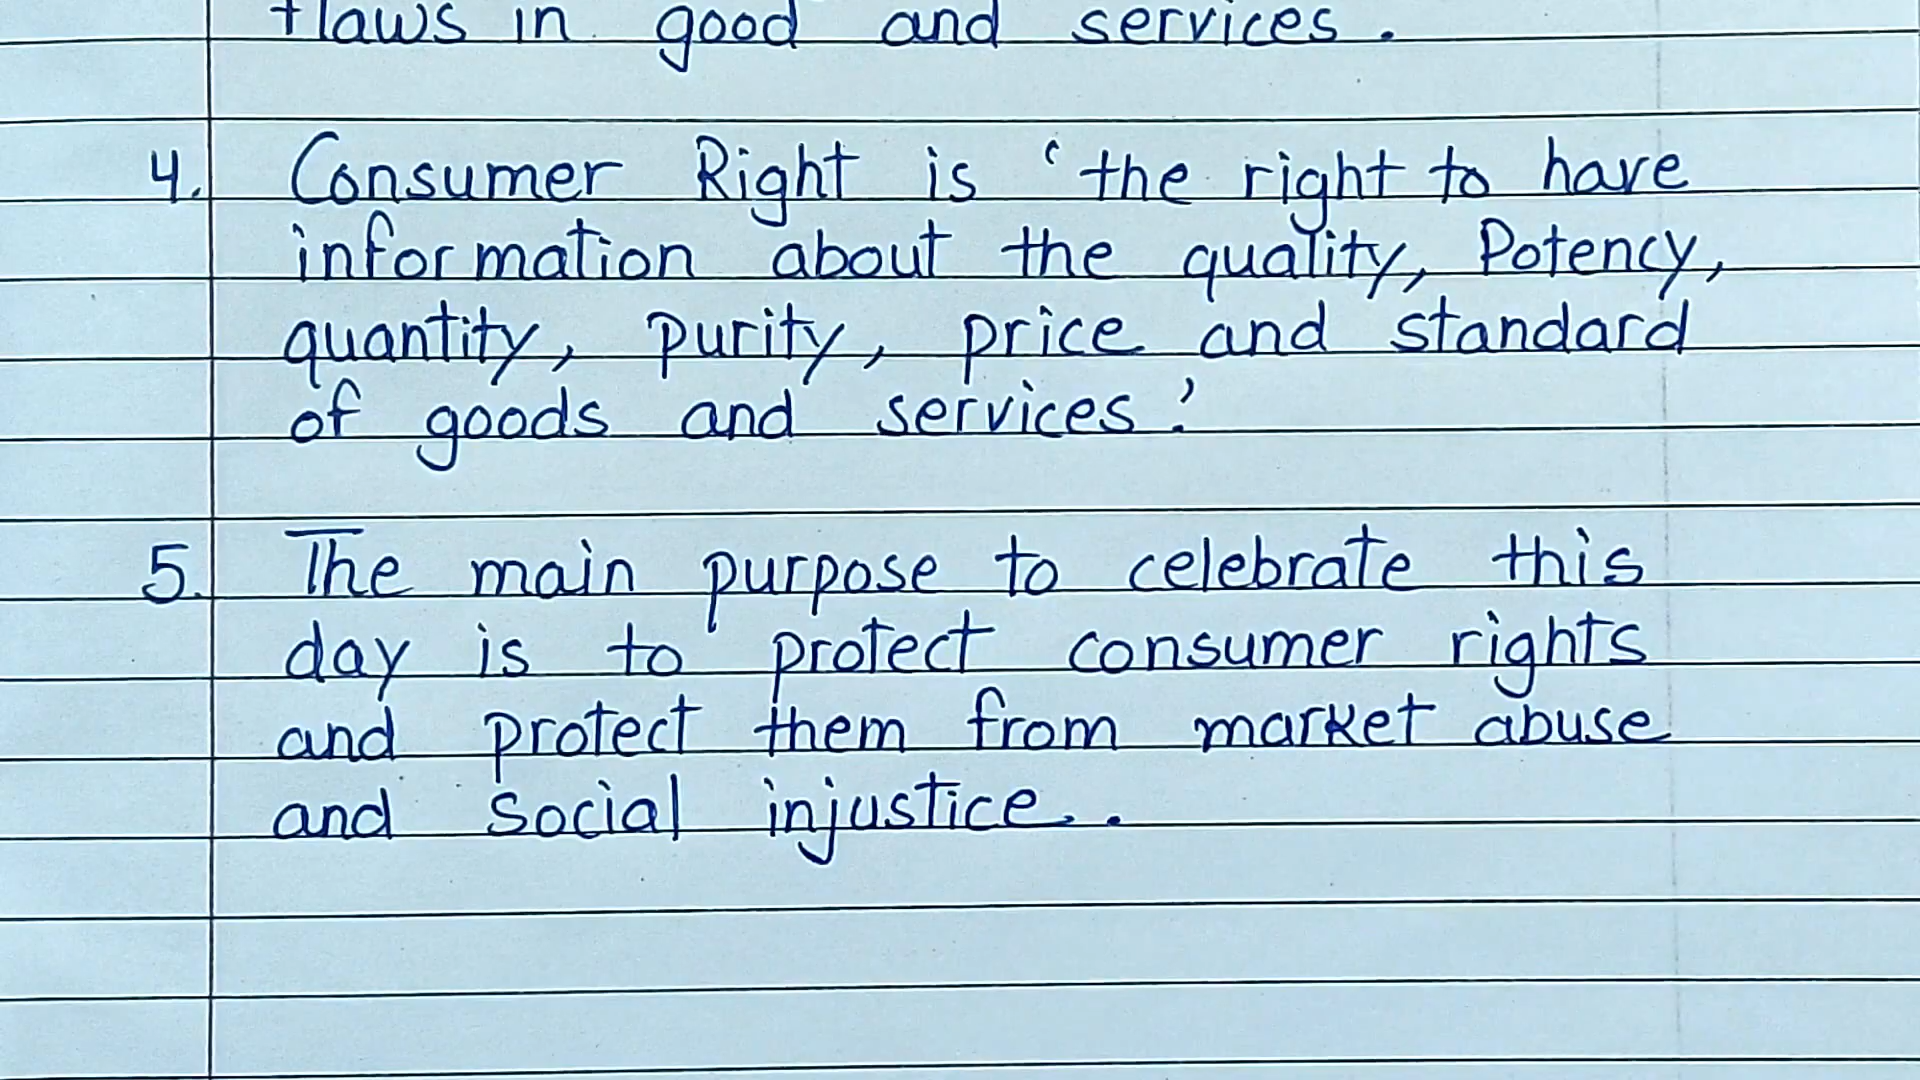 flaws in good and services.
4. Consumer Right is ‘the right to have
information about the quality, Potency,
quantity, purity, price and standard
of goods and services.’
5. The main purpose to celebrate this
day is to protect consumer rights
and protect them from market abuse
and social injustice..